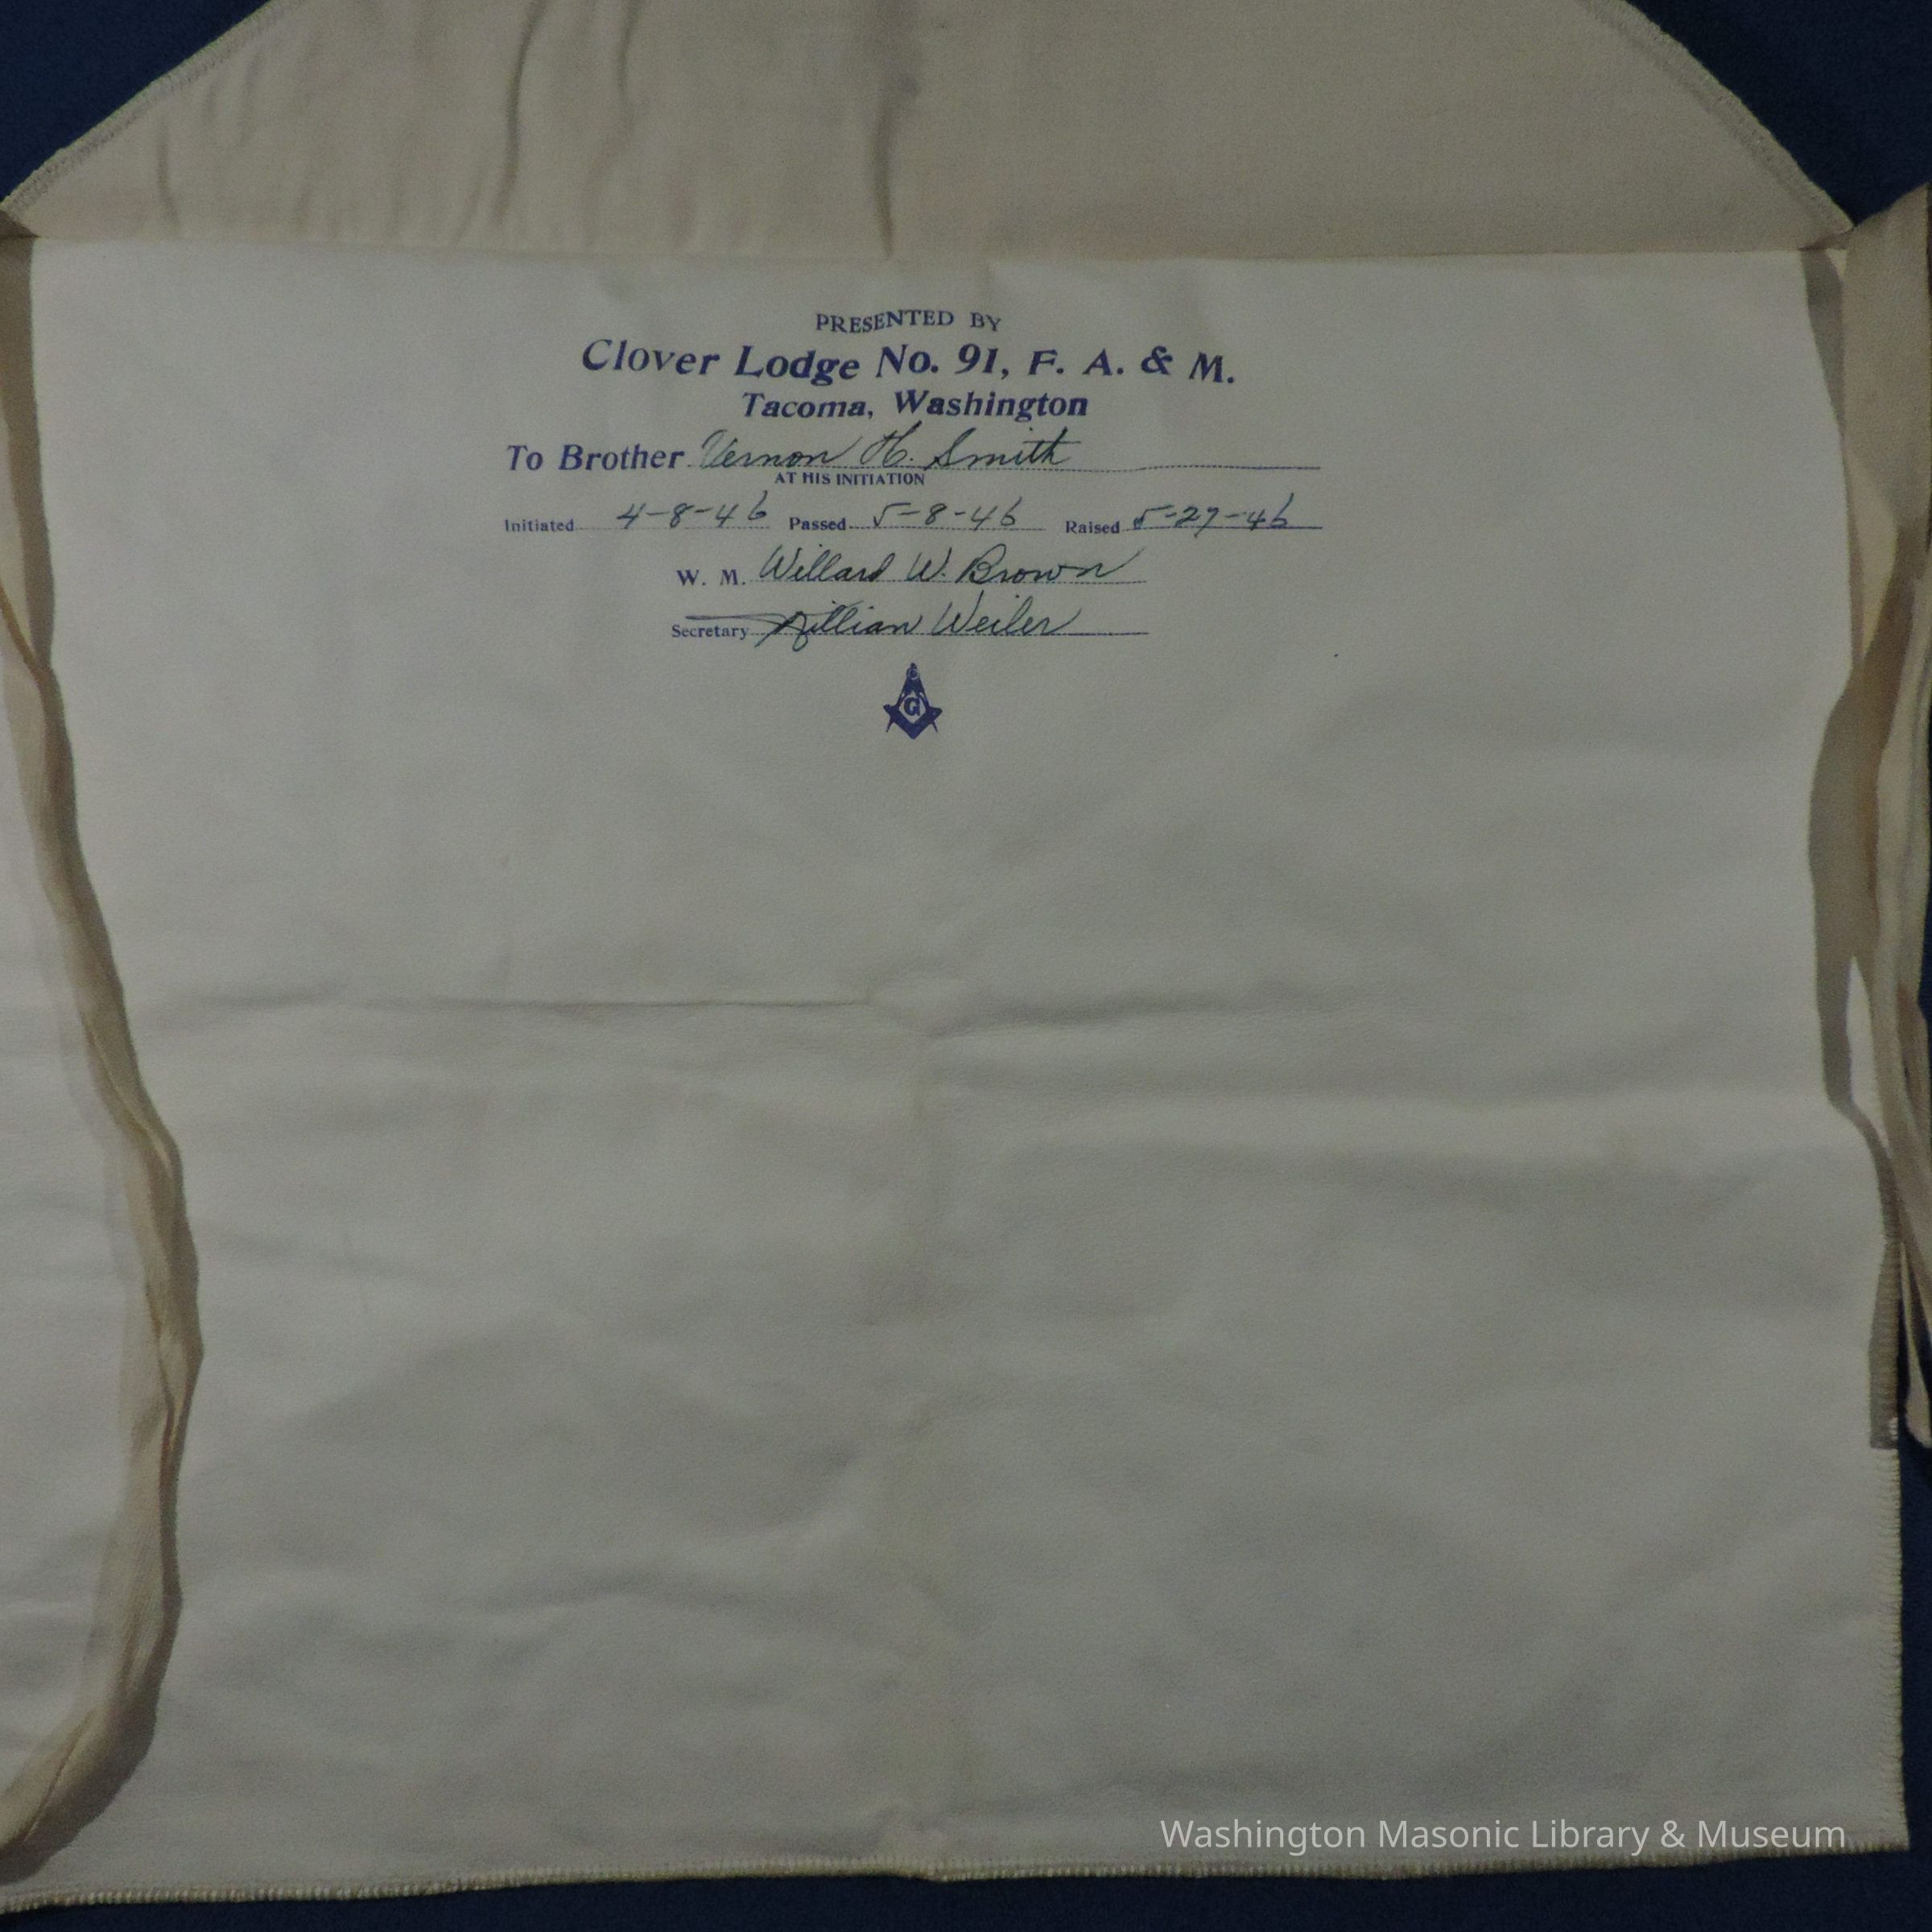 PRESENTED BY
Clover Lodge No. 91, F. A. & M.
Tacoma, Washington
To Brother Vernon H. Smith
AT HIS INITIATION
Initiated 4-8-46 Passed 5-8-46 Raised 5-27-46
W. M. Willard W. Brown
Secretary Weiler
G
Washington Masonic Library & Museum